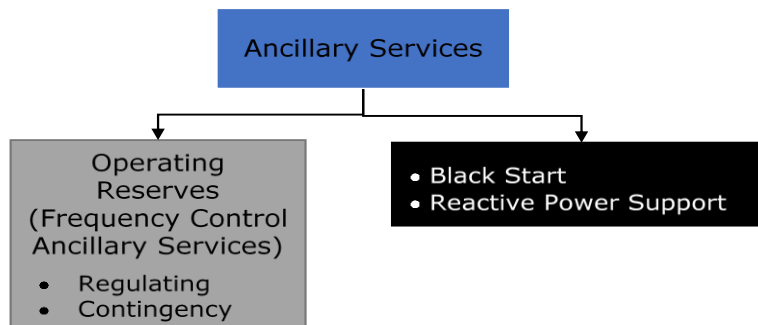 Ancillary Services
Operating
Reserves
(Frequency Control
Ancillary Services)
• Regulating
• Contingency
• Black Start
• Reactive Power Support